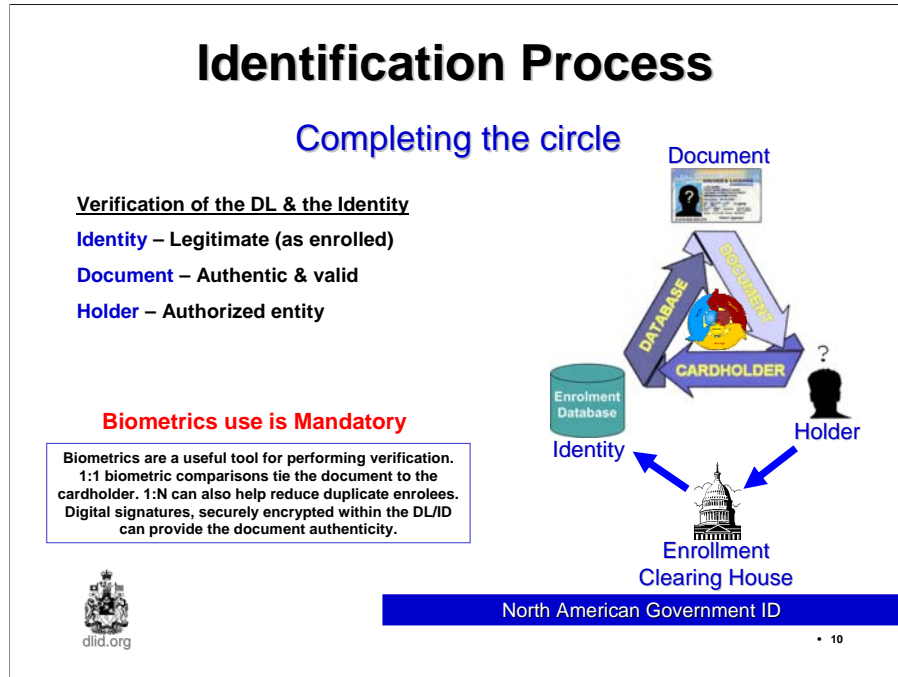 Identification Process
Completing the circle
Document
DRIVER'S LICENSE
?
Verification of the DL & the Identity
Identity – Legitimate (as enrolled)
Document – Authentic & valid
Holder – Authorized entity
DATABASE
DOCUMENT
CARDHOLDER
?
Enrolment
Database
Identity
Holder
Biometrics use is Mandatory
Biometrics are a useful tool for performing verification.
1:1 biometric comparisons tie the document to the
cardholder. 1:N can also help reduce duplicate enrolees.
Digital signatures, securely encrypted within the DL/ID
can provide the document authenticity.
Enrollment
Clearing House
dlid.org
North American Government ID
• 10